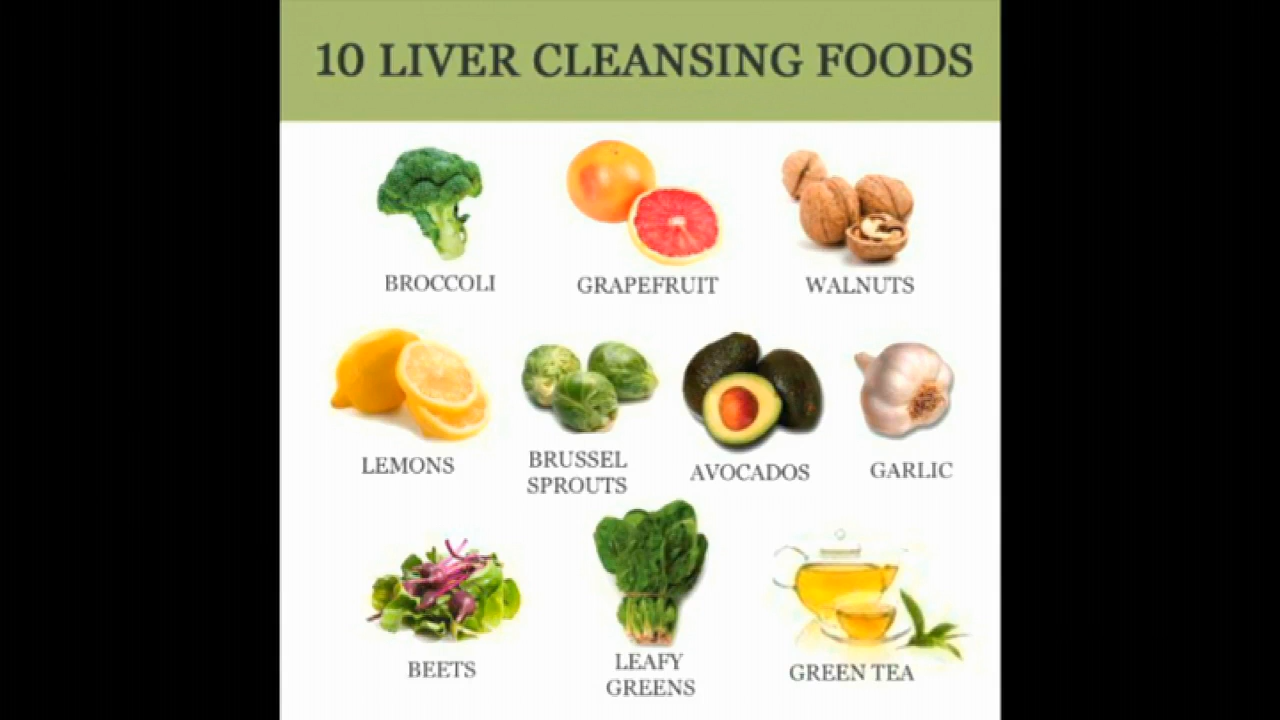 10 LIVER CLEANSING FOODS
BROCCOLI
GRAPEFRUIT
WALNUTS
LEMONS
BRUSSEL
SPROUTS
AVOCADOS
GARLIC
BEETS
LEAFY
GREENS
GREEN TEA